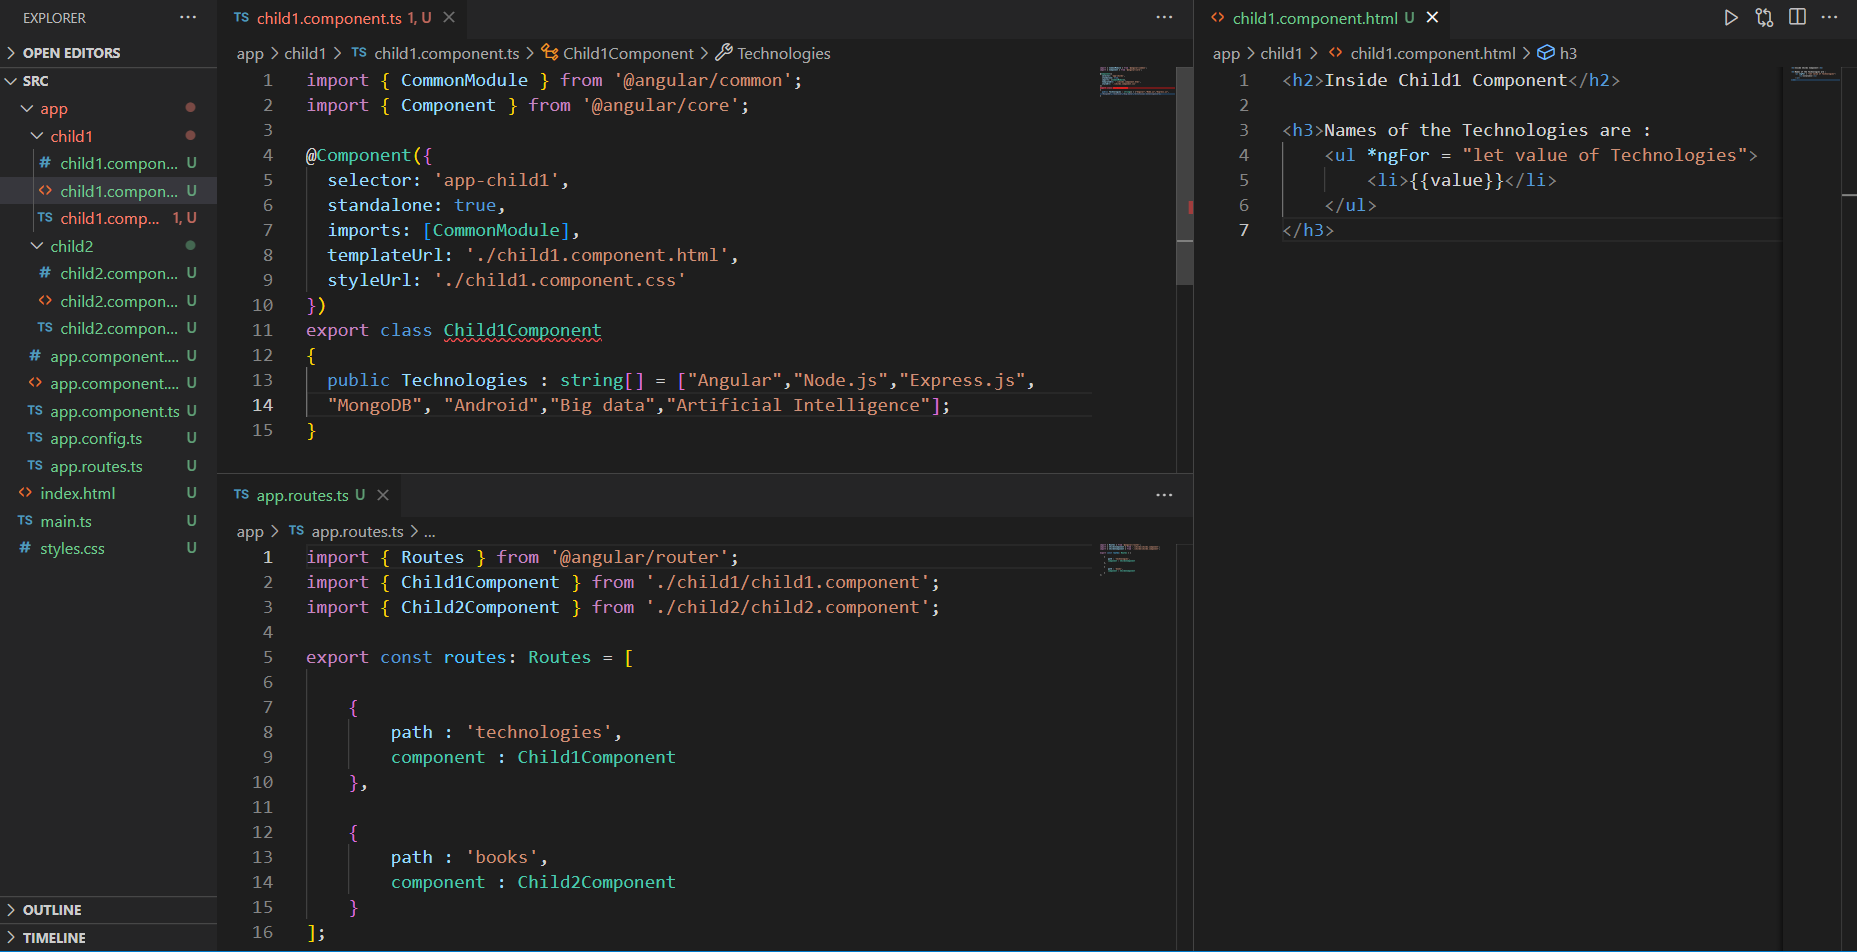 EXPLORER ...
OPEN EDITORS
SRC
app
child1
# child1.compon... U
<> child1.compon... U
TS child1.comp... 1, U
child2
# child2.compon... U
<> child2.compon... U
TS child2.compon... U
# app.component.... U
<> app.component.... U
TS app.component.ts U
TS app.config.ts U
TS app.routes.ts U
<> index.html U
TS main.ts U
# styles.css U
OUTLINE
TIMELINE
TS child1.component.ts 1, U
app > child1 > TS child1.component.ts > Child1Component > Technologies
1 import { CommonModule } from '@angular/common';
2 import { Component } from '@angular/core';
3
4 @Component({
5   selector: 'app-child1',
6   standalone: true,
7   imports: [CommonModule],
8   templateUrl: './child1.component.html',
9   styleUrl: './child1.component.css'
10 })
11 export class Child1Component
12 {
13   public Technologies : string[] = ["Angular","Node.js","Express.js",
14   "MongoDB", "Android","Big data","Artificial Intelligence"];
15 }
TS app.routes.ts U
app > TS app.routes.ts > ...
1 import { Routes } from '@angular/router';
2 import { Child1Component } from './child1/child1.component';
3 import { Child2Component } from './child2/child2.component';
4
5 export const routes: Routes = [
6
7     {
8         path : 'technologies',
9         component : Child1Component
10     },
11
12     {
13         path : 'books',
14         component : Child2Component
15     }
16 ];
<> child1.component.html U
app > child1 > <> child1.component.html > h3
1 <h2>Inside Child1 Component</h2>
2
3 <h3>Names of the Technologies are :
4     <ul *ngFor = "let value of Technologies">
5         <li>{{value}}</li>
6     </ul>
7 </h3>